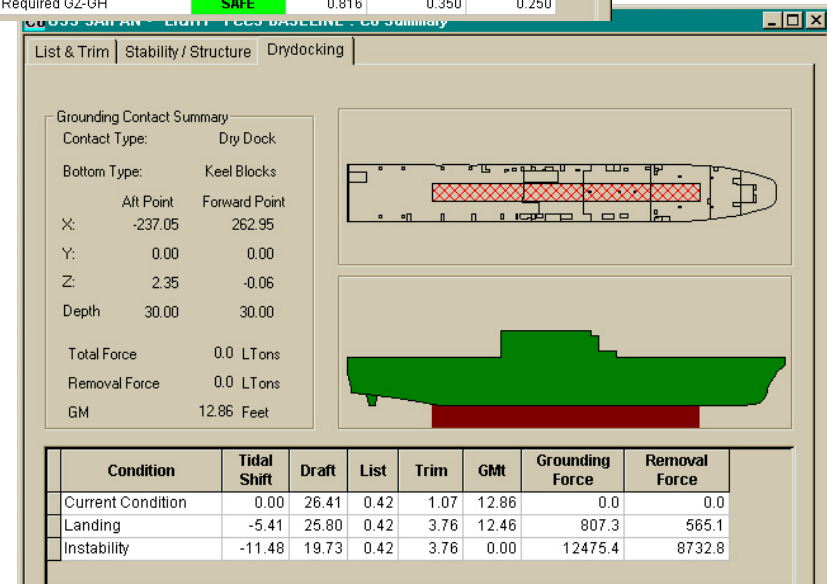 Required GZ-GH SAFE 0.816 0.350 0.250
List & Trim Stability / Structure Drydocking
Grounding Contact Summary
Contact Type: Dry Dock
Bottom Type: Keel Blocks
Aft Point Forward Point
X: -237.05 262.95
Y: 0.00 0.00
Z: 2.35 -0.06
Depth 30.00 30.00
Total Force 0.0 LTons
Removal Force 0.0 LTons
GM 12.86 Feet
Condition Tidal Shift Draft List Trim GMt Grounding Force Removal Force
Current Condition 0.00 26.41 0.42 1.07 12.86 0.0 0.0
Landing -5.41 25.80 0.42 3.76 12.46 807.3 565.1
Instability -11.48 19.73 0.42 3.76 0.00 12475.4 8732.8